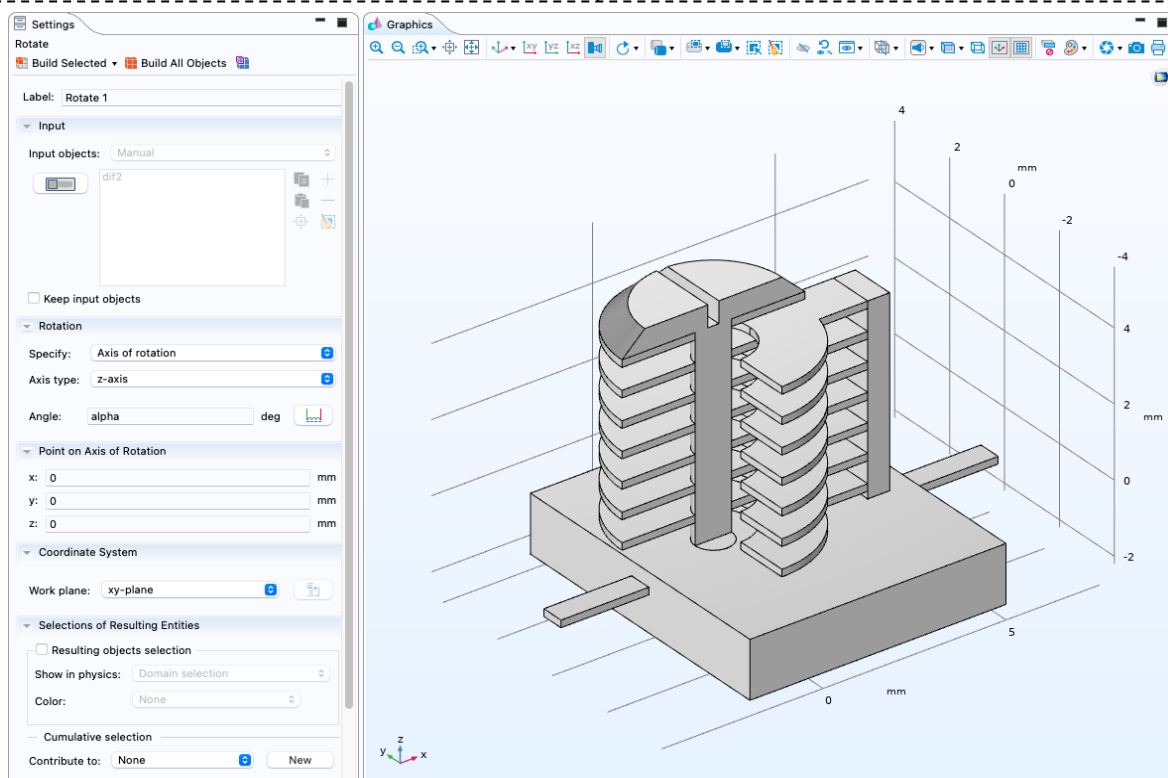 Settings
Rotate
Build Selected Build All Objects
Label: Rotate 1
Input
Input objects: Manual
dif2
Keep input objects
Rotation
Specify: Axis of rotation
Axis type: z-axis
Angle: alpha deg
Point on Axis of Rotation
x: 0 mm
y: 0 mm
z: 0 mm
Coordinate System
Work plane: xy-plane
Selections of Resulting Entities
Resulting objects selection
Show in physics: Domain selection
Color: None
Cumulative selection
Contribute to: None New
Graphics
xy yz xz
4
2
mm
0
-2
-4
4
2
mm
0
-2
5
mm
0
z
y
x